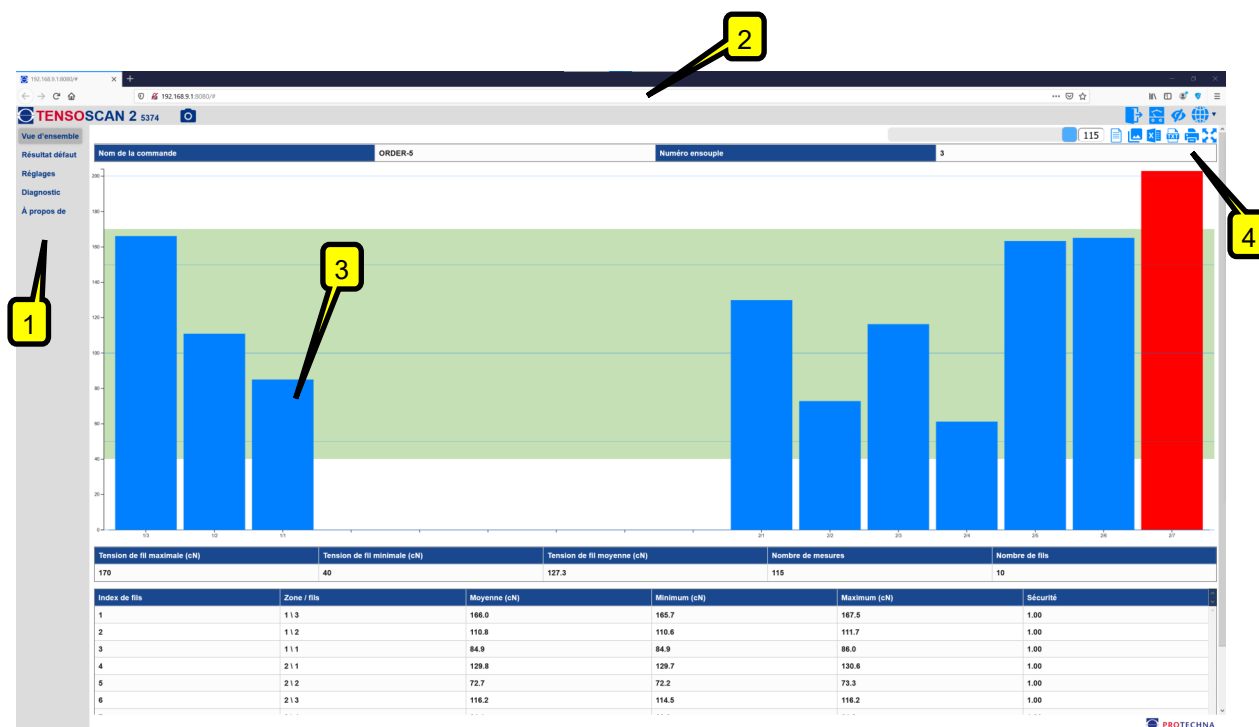 2
192.168.9.1:8080/#
192.168.9.1:8080/#
TENSOSCAN 2 5374
Vue d'ensemble
115
Résultat défaut
Nom de la commande ORDER-5 Numéro ensouple 3
Réglages
Diagnostic
À propos de
200
180
160
140
120
100
80
60
40
20
0
1
3
4
1/3 1/2 1/1 2/1 2/2 2/3 2/4 2/5 2/6 2/7
Tension de fil maximale (cN) Tension de fil minimale (cN) Tension de fil moyenne (cN) Nombre de mesures Nombre de fils
170 40 127.3 115 10
Index de fils Zone / fils Moyenne (cN) Minimum (cN) Maximum (cN) Sécurité
1 1 \ 3 166.0 165.7 167.5 1.00
2 1 \ 2 110.8 110.6 111.7 1.00
3 1 \ 1 84.9 84.9 86.0 1.00
4 2 \ 1 129.8 129.7 130.6 1.00
5 2 \ 2 72.7 72.2 73.3 1.00
6 2 \ 3 116.2 114.5 116.2 1.00
PROTECHNA